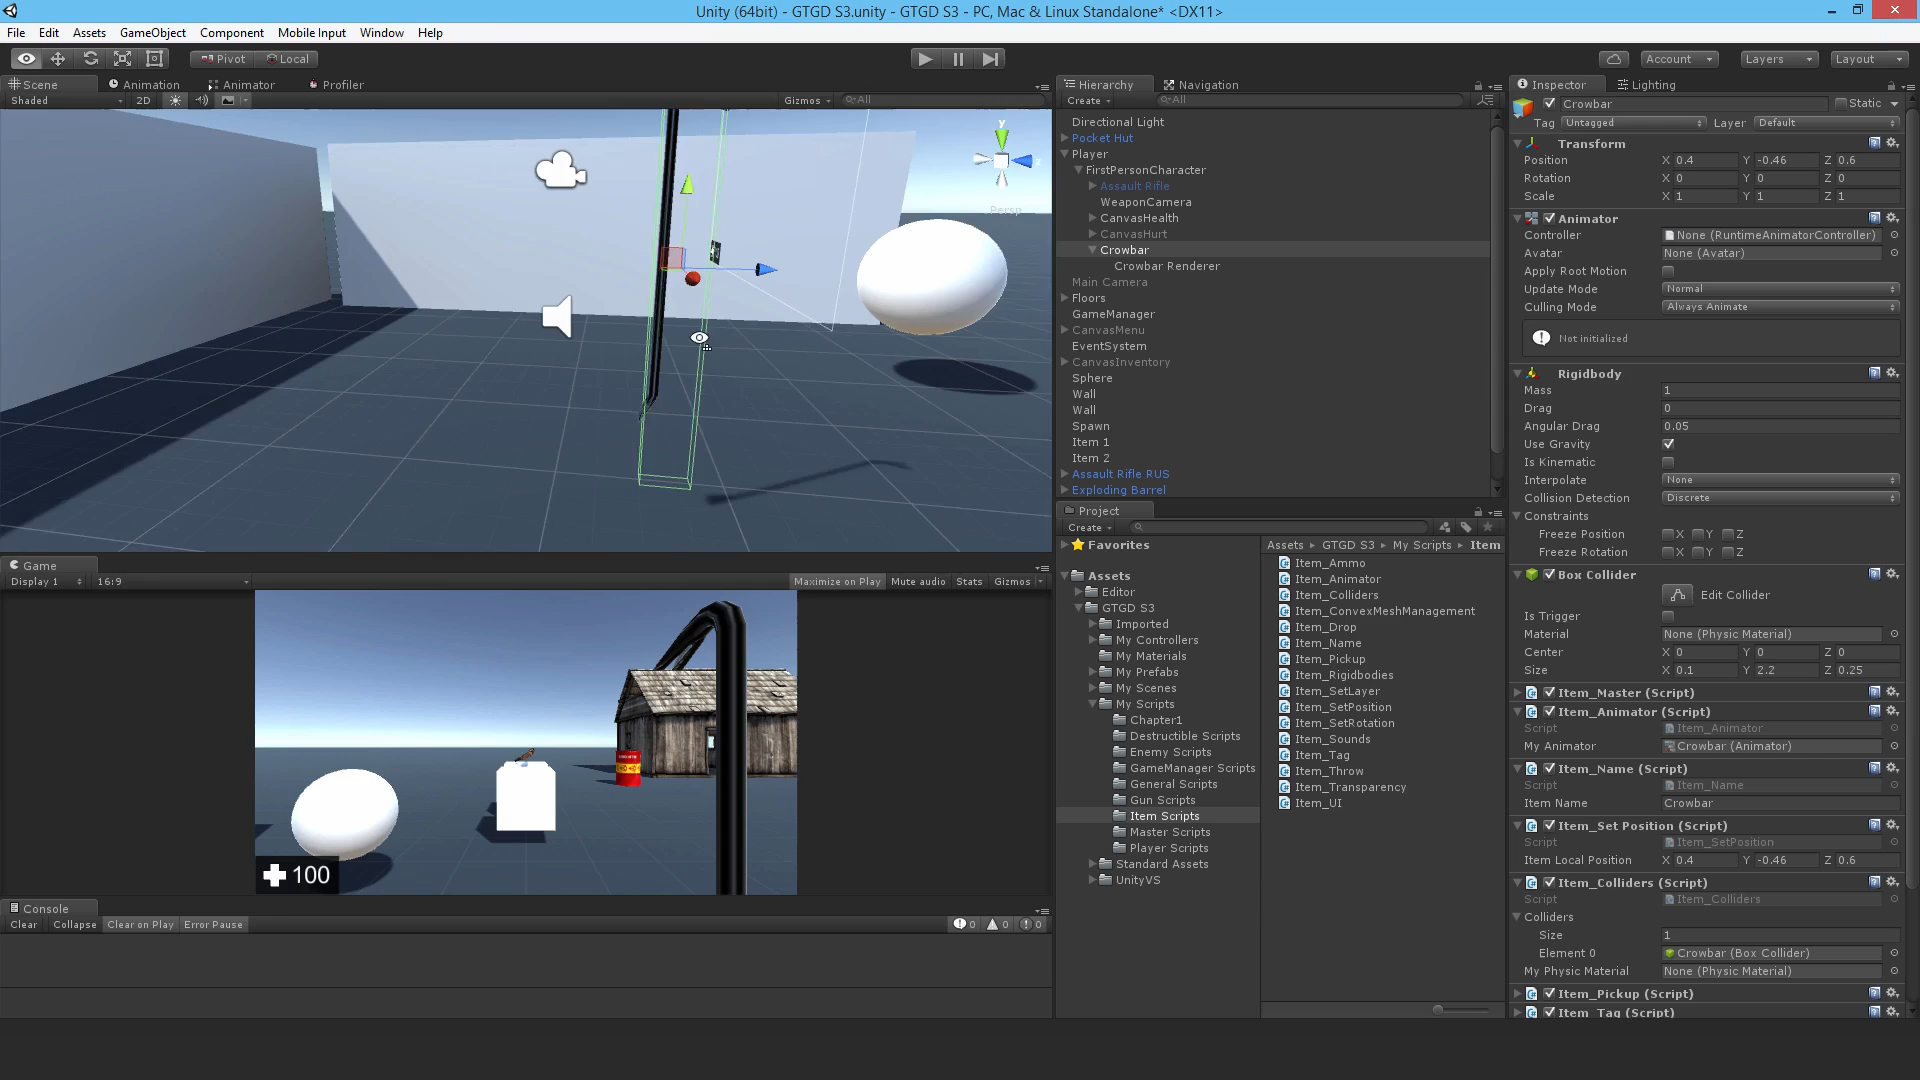 Unity (64bit) - GTGD S3.unity - GTGD S3 - PC, Mac & Linux Standalone* <DX11>
File Edit Assets GameObject Component Mobile Input Window Help
Pivot Local
Account Layers Layout
Scene Animation Animator Profiler
Shaded 2D Gizmos All
y
z
Persp
Game
Display 1 16:9 Maximize on Play Mute audio Stats Gizmos
100
Console
Clear Collapse Clear on Play Error Pause 0 0 0
Hierarchy Navigation
Create All
Directional Light
Pocket Hut
Player
FirstPersonCharacter
Assault Rifle
WeaponCamera
CanvasHealth
CanvasHurt
Crowbar
Crowbar Renderer
Main Camera
Floors
GameManager
CanvasMenu
EventSystem
CanvasInventory
Sphere
Wall
Wall
Spawn
Item 1
Item 2
Assault Rifle RUS
Exploding Barrel
Project
Create
Favorites
Assets
Editor
GTGD S3
Imported
My Controllers
My Materials
My Prefabs
My Scenes
My Scripts
Chapter1
Destructible Scripts
Enemy Scripts
GameManager Scripts
General Scripts
Gun Scripts
Item Scripts
Master Scripts
Player Scripts
Standard Assets
UnityVS
Assets GTGD S3 My Scripts Item
Item_Ammo
Item_Animator
Item_Colliders
Item_ConvexMeshManagement
Item_Drop
Item_Name
Item_Pickup
Item_Rigidbodies
Item_SetLayer
Item_SetPosition
Item_SetRotation
Item_Sounds
Item_Tag
Item_Throw
Item_Transparency
Item_UI
Inspector Lighting
Crowbar Static
Tag Untagged Layer Default
Transform
Position X 0.4 Y -0.46 Z 0.6
Rotation X 0 Y 0 Z 0
Scale X 1 Y 1 Z 1
Animator
Controller None (RuntimeAnimatorController)
Avatar None (Avatar)
Apply Root Motion
Update Mode Normal
Culling Mode Always Animate
Not initialized
Rigidbody
Mass 1
Drag 0
Angular Drag 0.05
Use Gravity
Is Kinematic
Interpolate None
Collision Detection Discrete
Constraints
Freeze Position X Y Z
Freeze Rotation X Y Z
Box Collider
Edit Collider
Is Trigger
Material None (Physic Material)
Center X 0 Y 0 Z 0
Size X 0.1 Y 2.2 Z 0.25
Item_Master (Script)
Item_Animator (Script)
Script Item_Animator
My Animator Crowbar (Animator)
Item_Name (Script)
Script Item_Name
Item Name Crowbar
Item_Set Position (Script)
Script Item_SetPosition
Item Local Position X 0.4 Y -0.46 Z 0.6
Item_Colliders (Script)
Script Item_Colliders
Colliders
Size 1
Element 0 Crowbar (Box Collider)
My Physic Material None (Physic Material)
Item_Pickup (Script)
Item_Tag (Script)